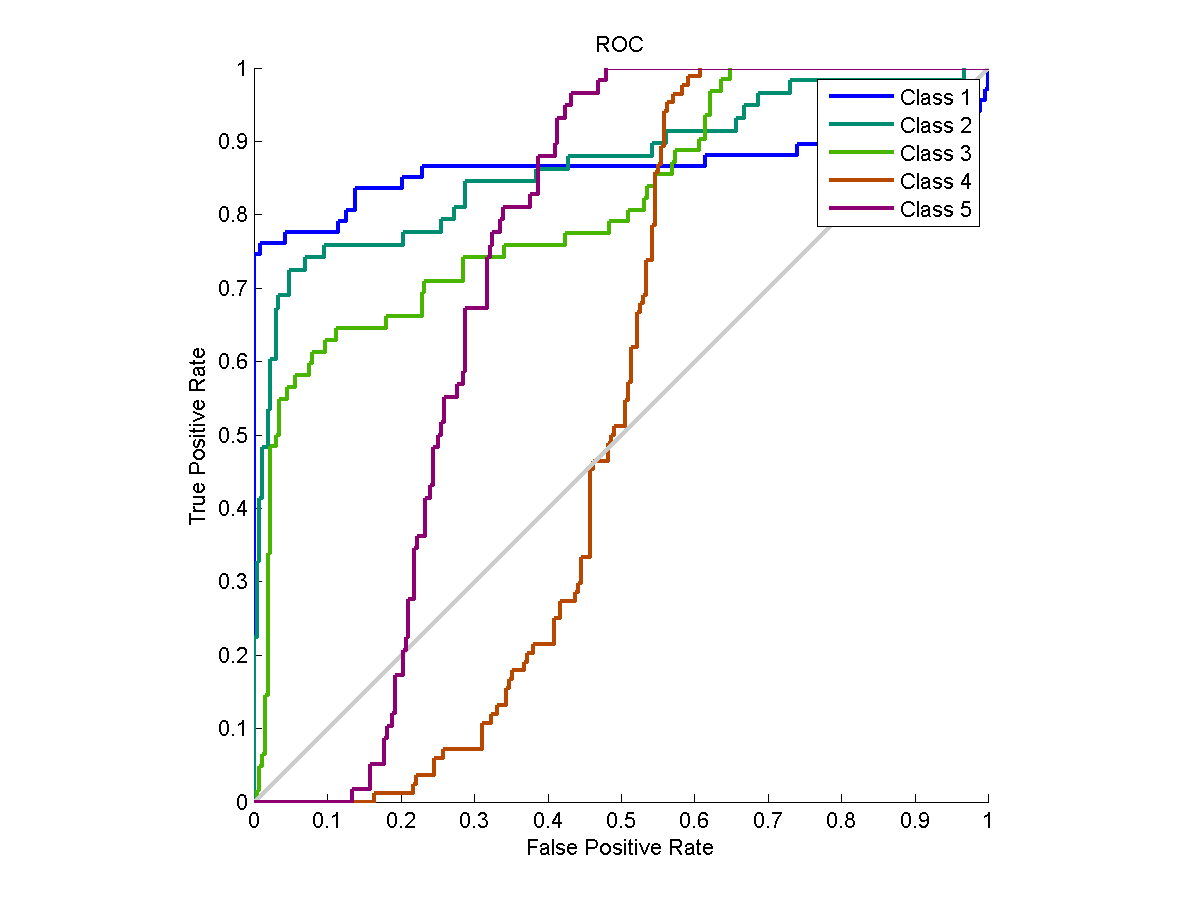 ROC
1
0.9
0.8
0.7
0.6
0.5
0.4
0.3
0.2
0.1
0
True Positive Rate
Class 1
Class 2
Class 3
Class 4
Class 5
0 0.1 0.2 0.3 0.4 0.5 0.6 0.7 0.8 0.9 1
False Positive Rate